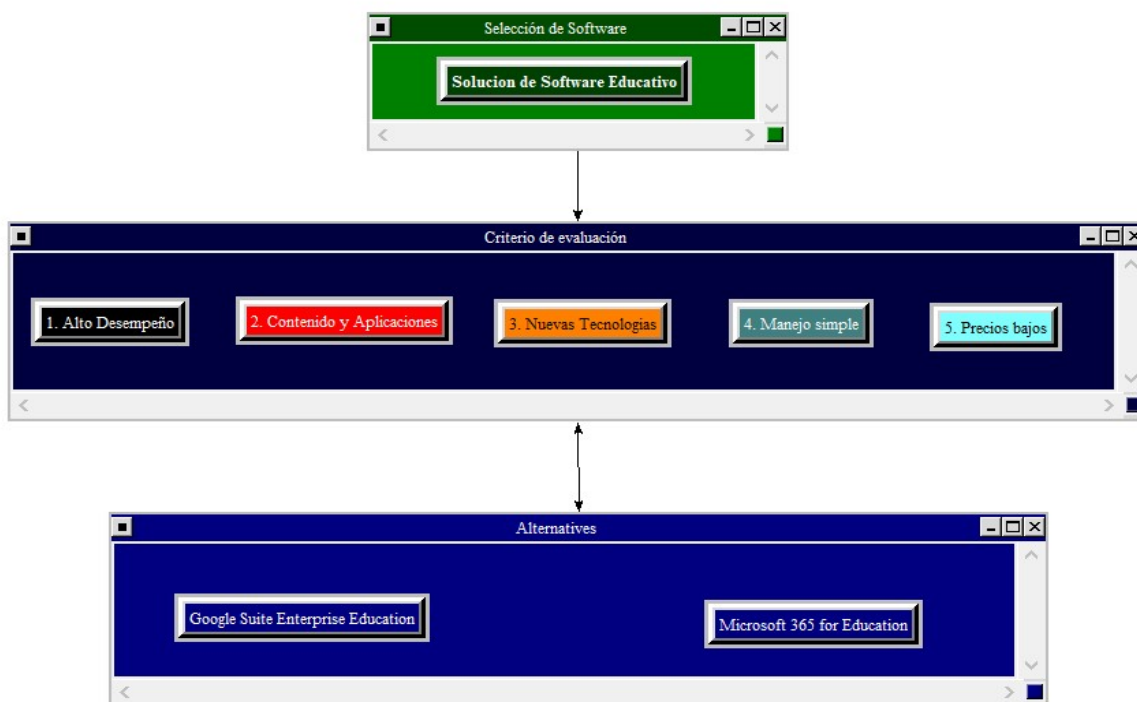 Selección de Software
Solucion de Software Educativo
Criterio de evaluación
1. Alto Desempeño
2. Contenido y Aplicaciones
3. Nuevas Tecnologias
4. Manejo simple
5. Precios bajos
Alternatives
Google Suite Enterprise Education
Microsoft 365 for Education